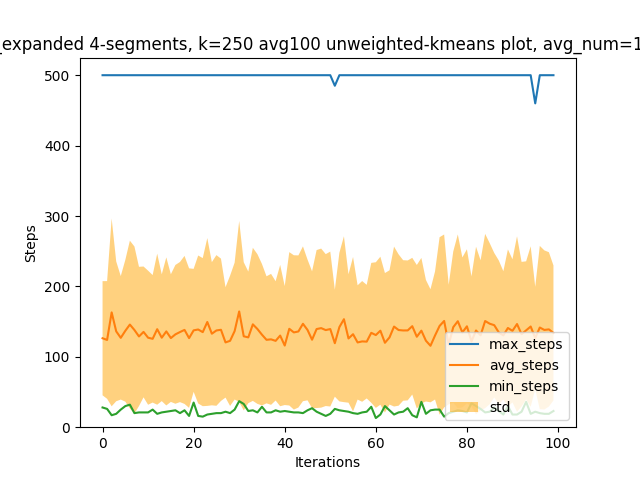 _expanded 4-segments, k=250 avg100 unweighted-kmeans plot, avg_num=1
500
400
300
200
100
0
Steps
0 20 40 60 80 100
Iterations
max_steps
avg_steps
min_steps
std